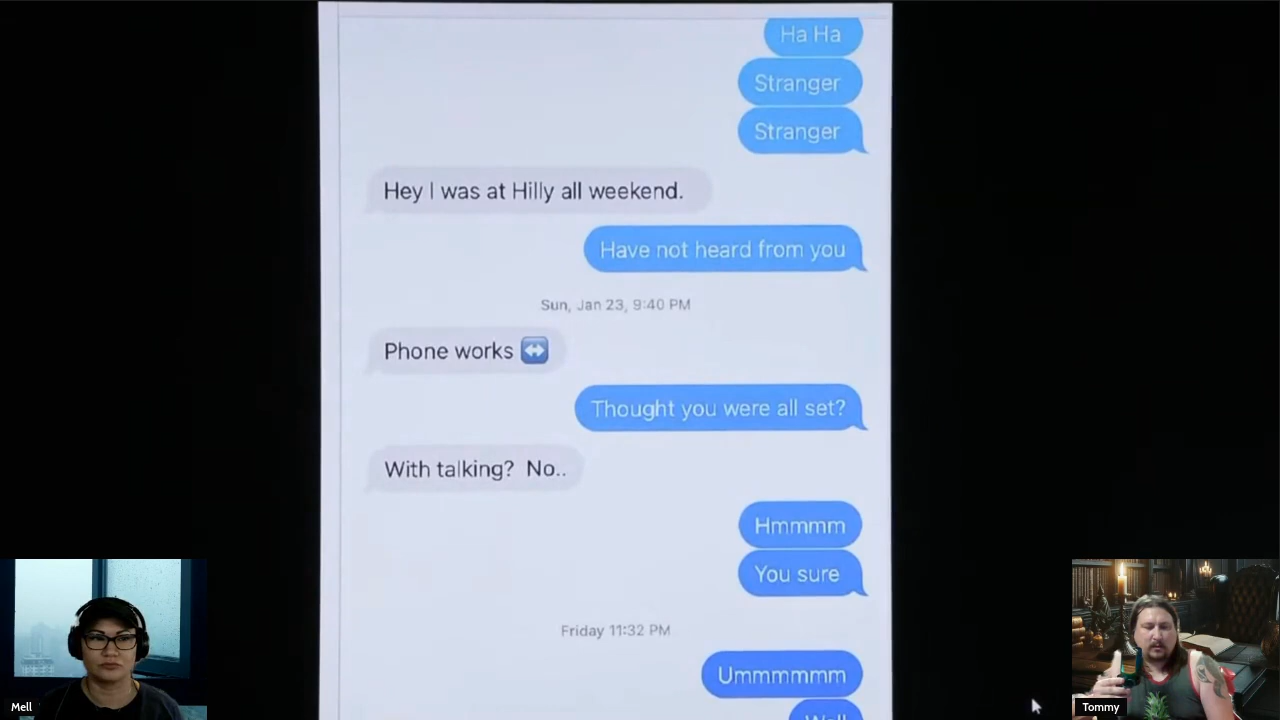 Ha Ha
Stranger
Stranger
Hey I was at Hilly all weekend.
Have not heard from you
Sun, Jan 23, 9:40 PM
Phone works ↔️
Thought you were all set?
With talking? No..
Hmmmm
You sure
Friday 11:32 PM
Ummmmmm
Well
Mell
Tommy